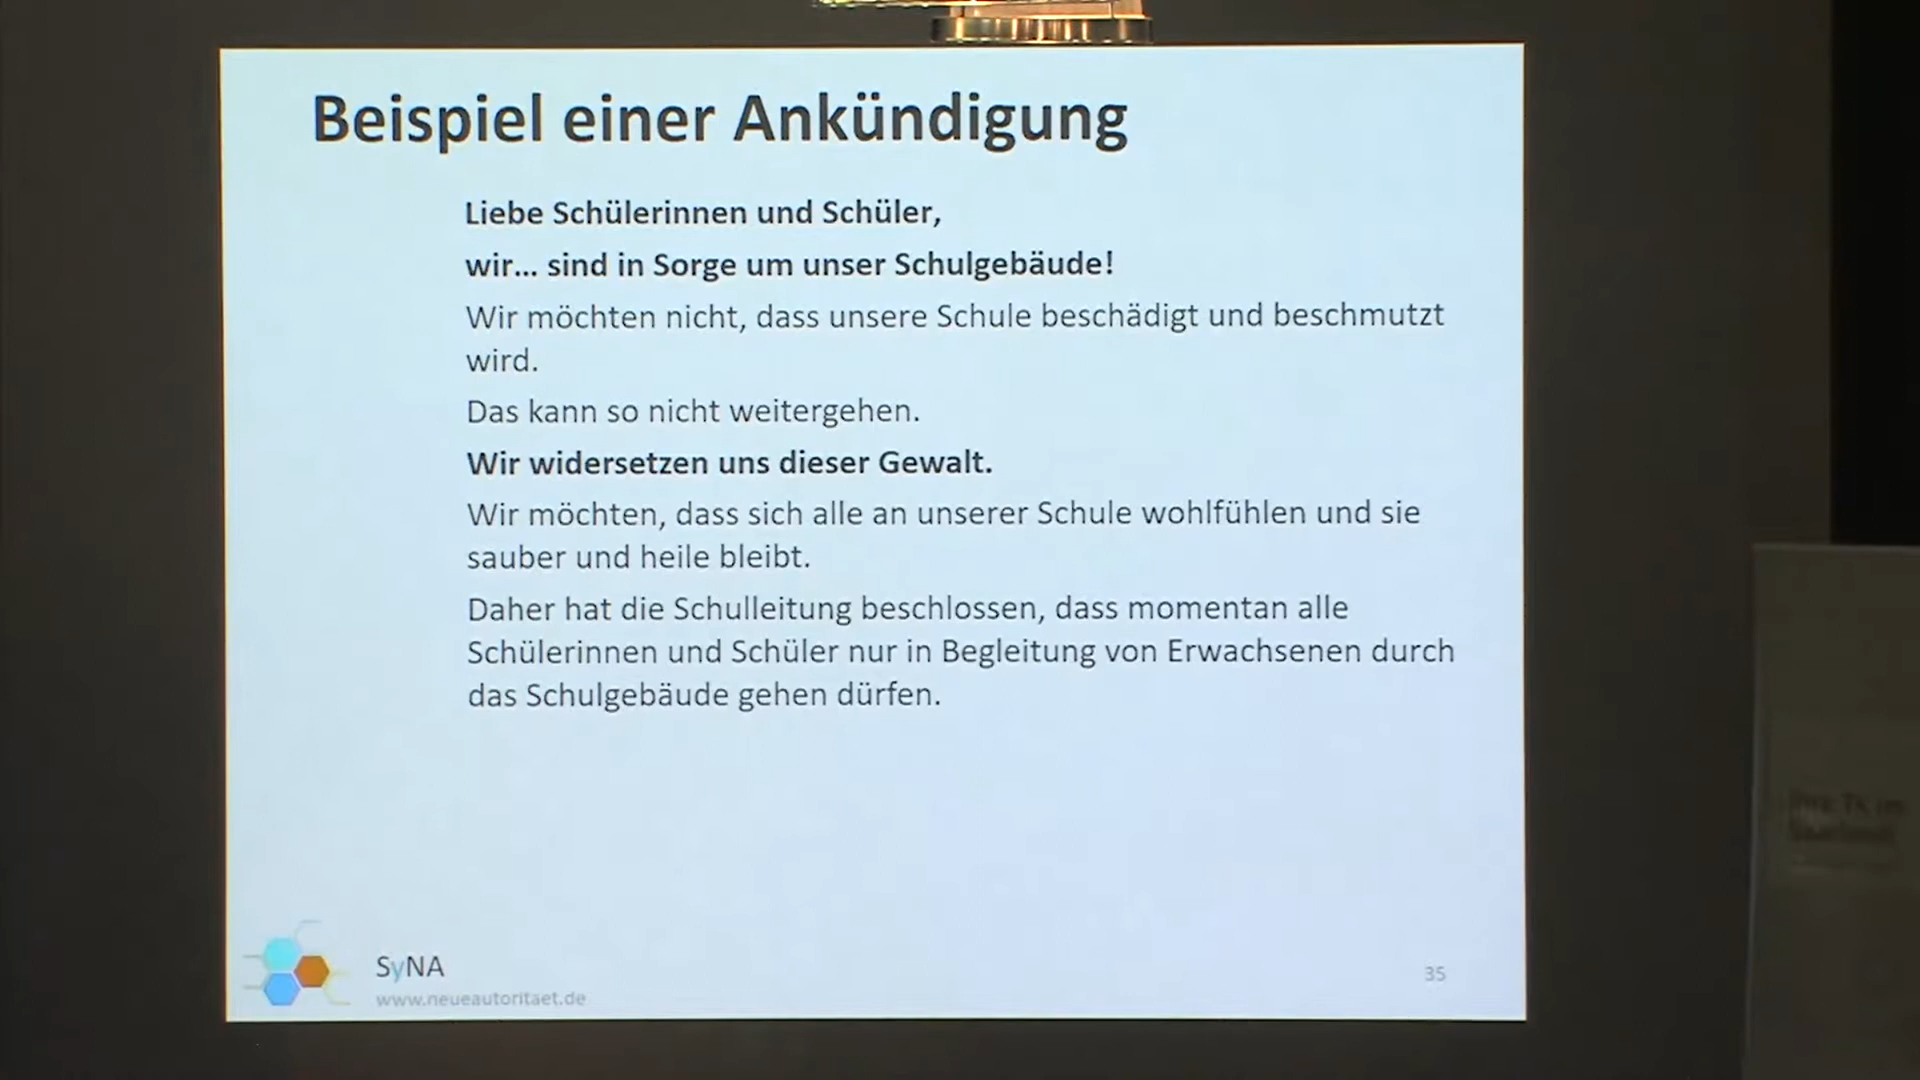 Beispiel einer Ankündigung
Liebe Schülerinnen und Schüler,
wir... sind in Sorge um unser Schulgebäude!
Wir möchten nicht, dass unsere Schule beschädigt und beschmutzt
wird.
Das kann so nicht weitergehen.
Wir widersetzen uns dieser Gewalt.
Wir möchten, dass sich alle an unserer Schule wohlfühlen und sie
sauber und heile bleibt.
Daher hat die Schulleitung beschlossen, dass momentan alle
Schülerinnen und Schüler nur in Begleitung von Erwachsenen durch
das Schulgebäude gehen dürfen.
SyNA
www.neueautoritaet.de
35